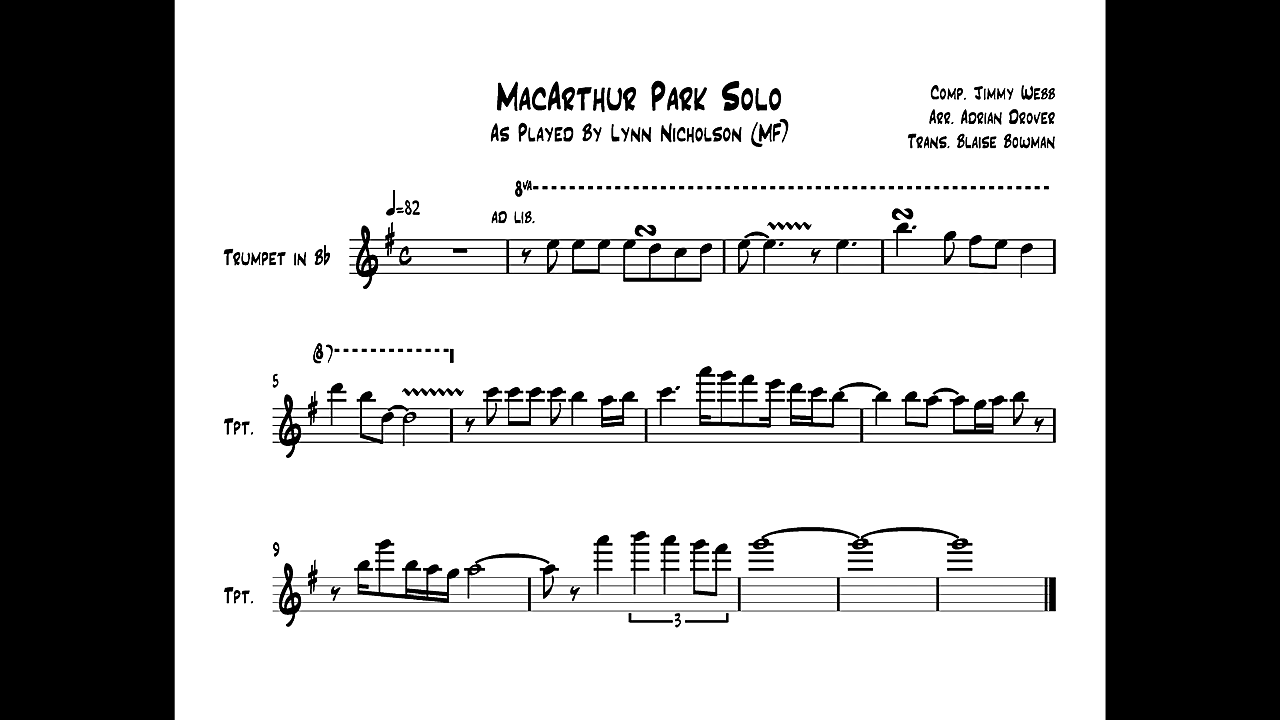 MacArthur Park Solo
As Played By Lynn Nicholson (MF)
Comp. Jimmy Webb
Arr. Adrian Drover
Trans. Blaise Bowman
8va
♩=82
ad lib.
Trumpet in B♭
(8)
5
Tpt.
9
Tpt.
3